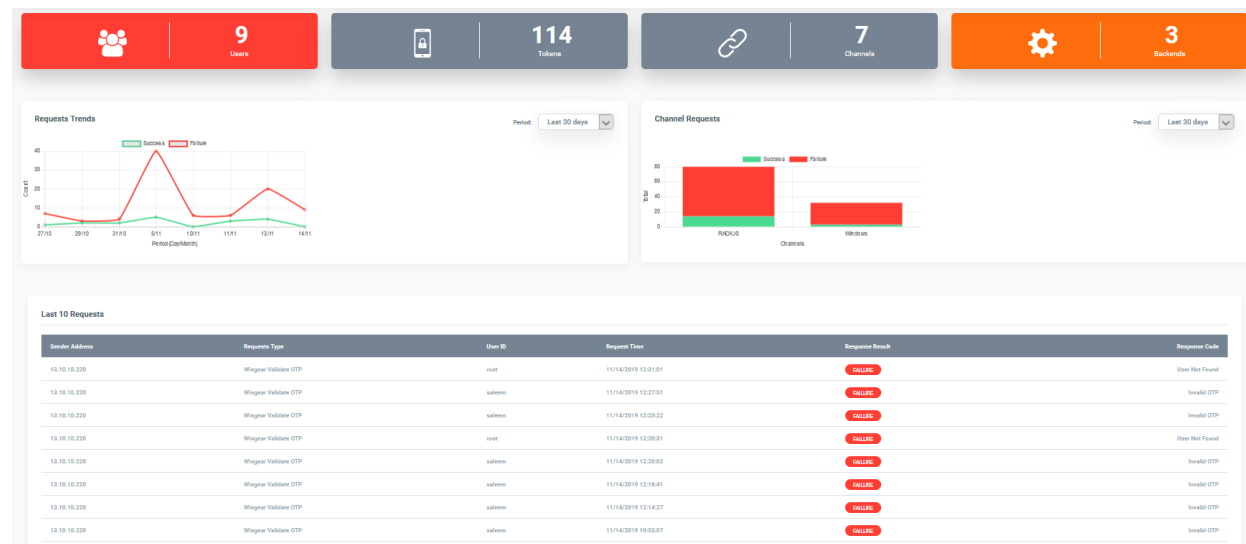 9
Users
114
Tokens
7
Channels
3
Backends
Requests Trends
Period: Last 30 days
Success Failure
40
30
20
10
0
Count
27/10 29/10 31/10 6/11 10/11 11/11 13/11 14/11
Period (Day/Month)
Channel Requests
Period: Last 30 days
Success Failure
80
60
40
20
0
Total
RADIUS Windows
Channels
Last 10 Requests
Sender Address Requests Type User ID Request Time Response Result Response Code
13.10.10.220 Wingear Validate OTP root 11/14/2019 12:31:01 FAILURE User Not Found
13.10.10.220 Wingear Validate OTP saleem 11/14/2019 12:27:51 FAILURE Invalid OTP
13.10.10.220 Wingear Validate OTP saleem 11/14/2019 12:23:22 FAILURE Invalid OTP
13.10.10.220 Wingear Validate OTP root 11/14/2019 12:20:31 FAILURE User Not Found
13.10.10.220 Wingear Validate OTP saleem 11/14/2019 12:20:02 FAILURE Invalid OTP
13.10.10.220 Wingear Validate OTP saleem 11/14/2019 12:18:41 FAILURE Invalid OTP
13.10.10.220 Wingear Validate OTP saleem 11/14/2019 12:14:27 FAILURE Invalid OTP
13.10.10.220 Wingear Validate OTP saleem 11/14/2019 10:55:07 FAILURE Invalid OTP